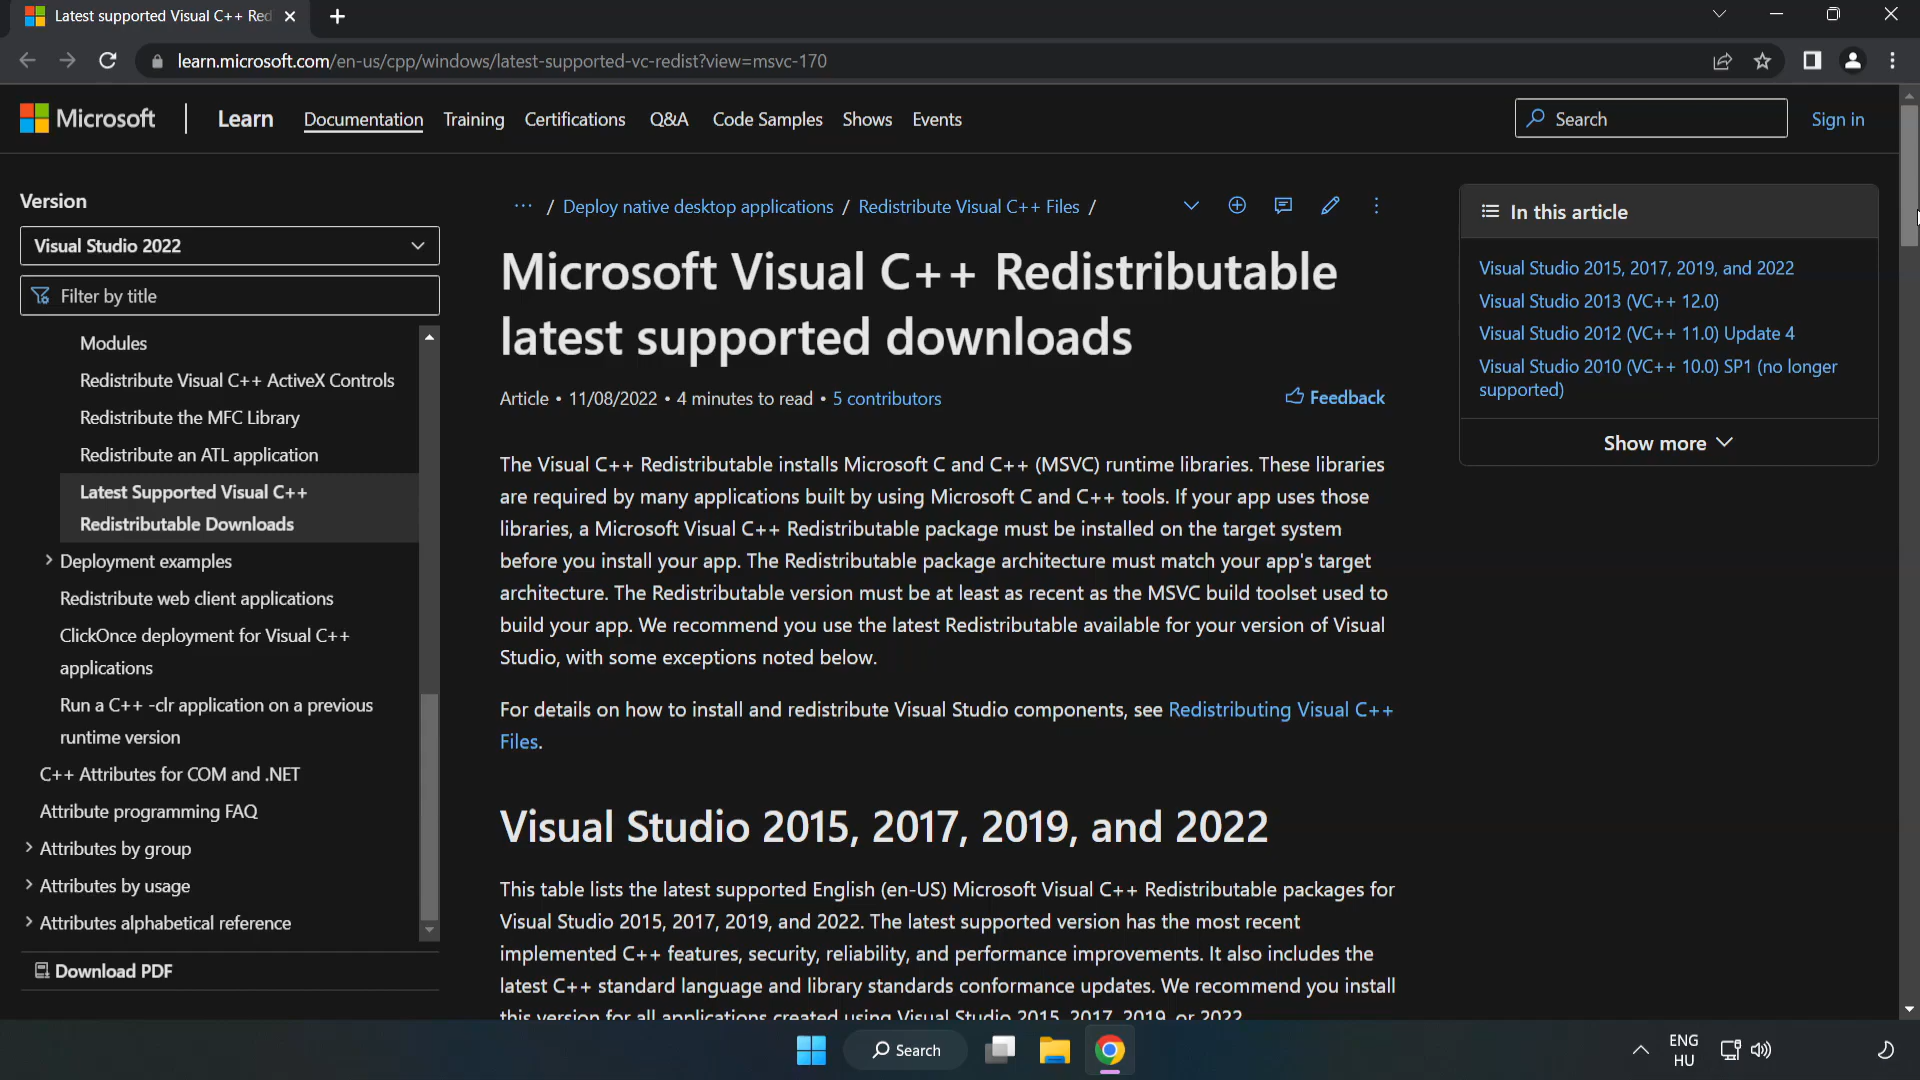 Latest supported Visual C++ Red
learn.microsoft.com/en-us/cpp/windows/latest-supported-vc-redist?view=msvc-170
Microsoft
Learn
Documentation
Training
Certifications
Q&A
Code Samples
Shows
Events
Search
Sign in
Version
Visual Studio 2022
Filter by title
Modules
Redistribute Visual C++ ActiveX Controls
Redistribute the MFC Library
Redistribute an ATL application
Latest Supported Visual C++
Redistributable Downloads
Deployment examples
Redistribute web client applications
ClickOnce deployment for Visual C++
applications
Run a C++ -clr application on a previous
runtime version
C++ Attributes for COM and .NET
Attribute programming FAQ
Attributes by group
Attributes by usage
Attributes alphabetical reference
Download PDF
... / Deploy native desktop applications / Redistribute Visual C++ Files /
Microsoft Visual C++ Redistributable
latest supported downloads
Article • 11/08/2022 • 4 minutes to read • 5 contributors
Feedback
The Visual C++ Redistributable installs Microsoft C and C++ (MSVC) runtime libraries. These libraries
are required by many applications built by using Microsoft C and C++ tools. If your app uses those
libraries, a Microsoft Visual C++ Redistributable package must be installed on the target system
before you install your app. The Redistributable package architecture must match your app's target
architecture. The Redistributable version must be at least as recent as the MSVC build toolset used to
build your app. We recommend you use the latest Redistributable available for your version of Visual
Studio, with some exceptions noted below.
For details on how to install and redistribute Visual Studio components, see Redistributing Visual C++
Files.
Visual Studio 2015, 2017, 2019, and 2022
This table lists the latest supported English (en-US) Microsoft Visual C++ Redistributable packages for
Visual Studio 2015, 2017, 2019, and 2022. The latest supported version has the most recent
implemented C++ features, security, reliability, and performance improvements. It also includes the
latest C++ standard language and library standards conformance updates. We recommend you install
this version for all applications created using Visual Studio 2015, 2017, 2019, or 2022.
In this article
Visual Studio 2015, 2017, 2019, and 2022
Visual Studio 2013 (VC++ 12.0)
Visual Studio 2012 (VC++ 11.0) Update 4
Visual Studio 2010 (VC++ 10.0) SP1 (no longer
supported)
Show more
Search
ENG
HU